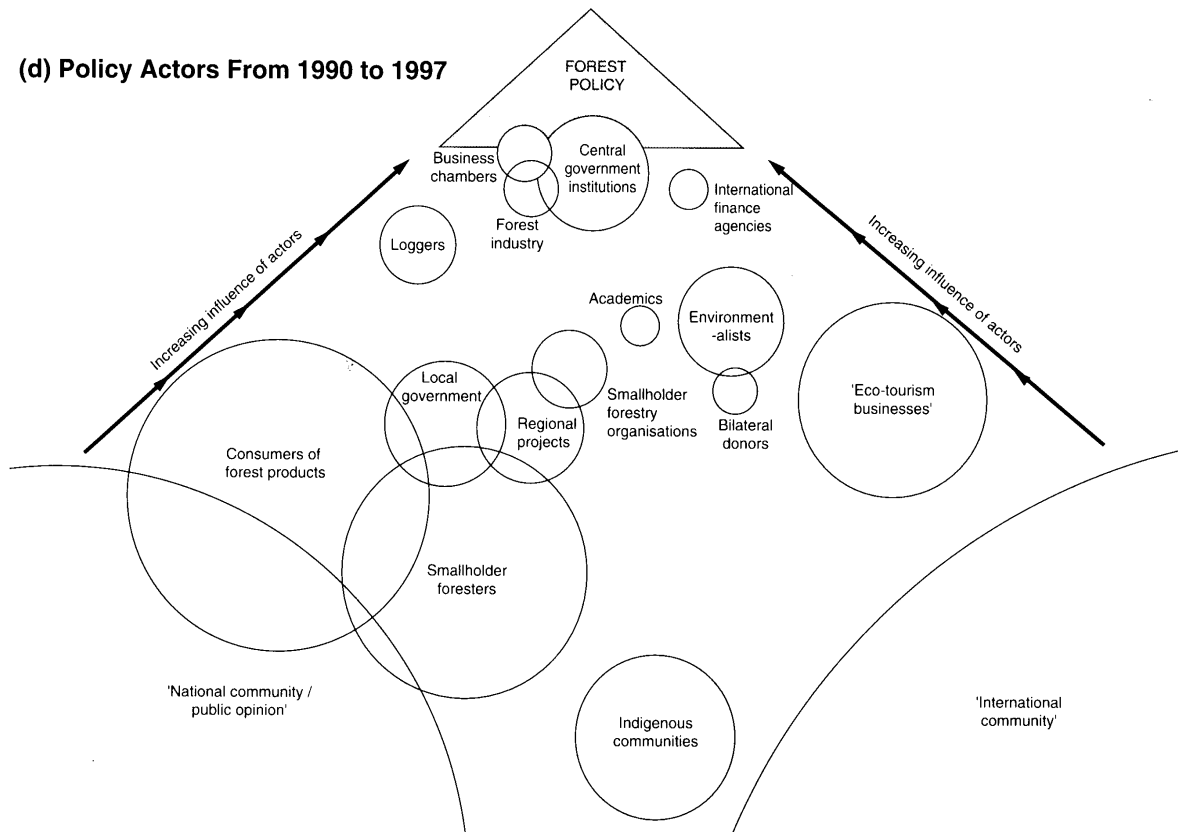 (d) Policy Actors From 1990 to 1997
FOREST
POLICY
Business
chambers
Central
government
institutions
International
finance
agencies
Forest
industry
Loggers
Increasing influence of actors
Increasing influence of actors
Academics
Environment
-alists
Local
government
Regional
projects
Smallholder
forestry
organisations
Bilateral
donors
'Eco-tourism
businesses'
Consumers of
forest products
Smallholder
foresters
'National community /
public opinion'
Indigenous
communities
'International
community'